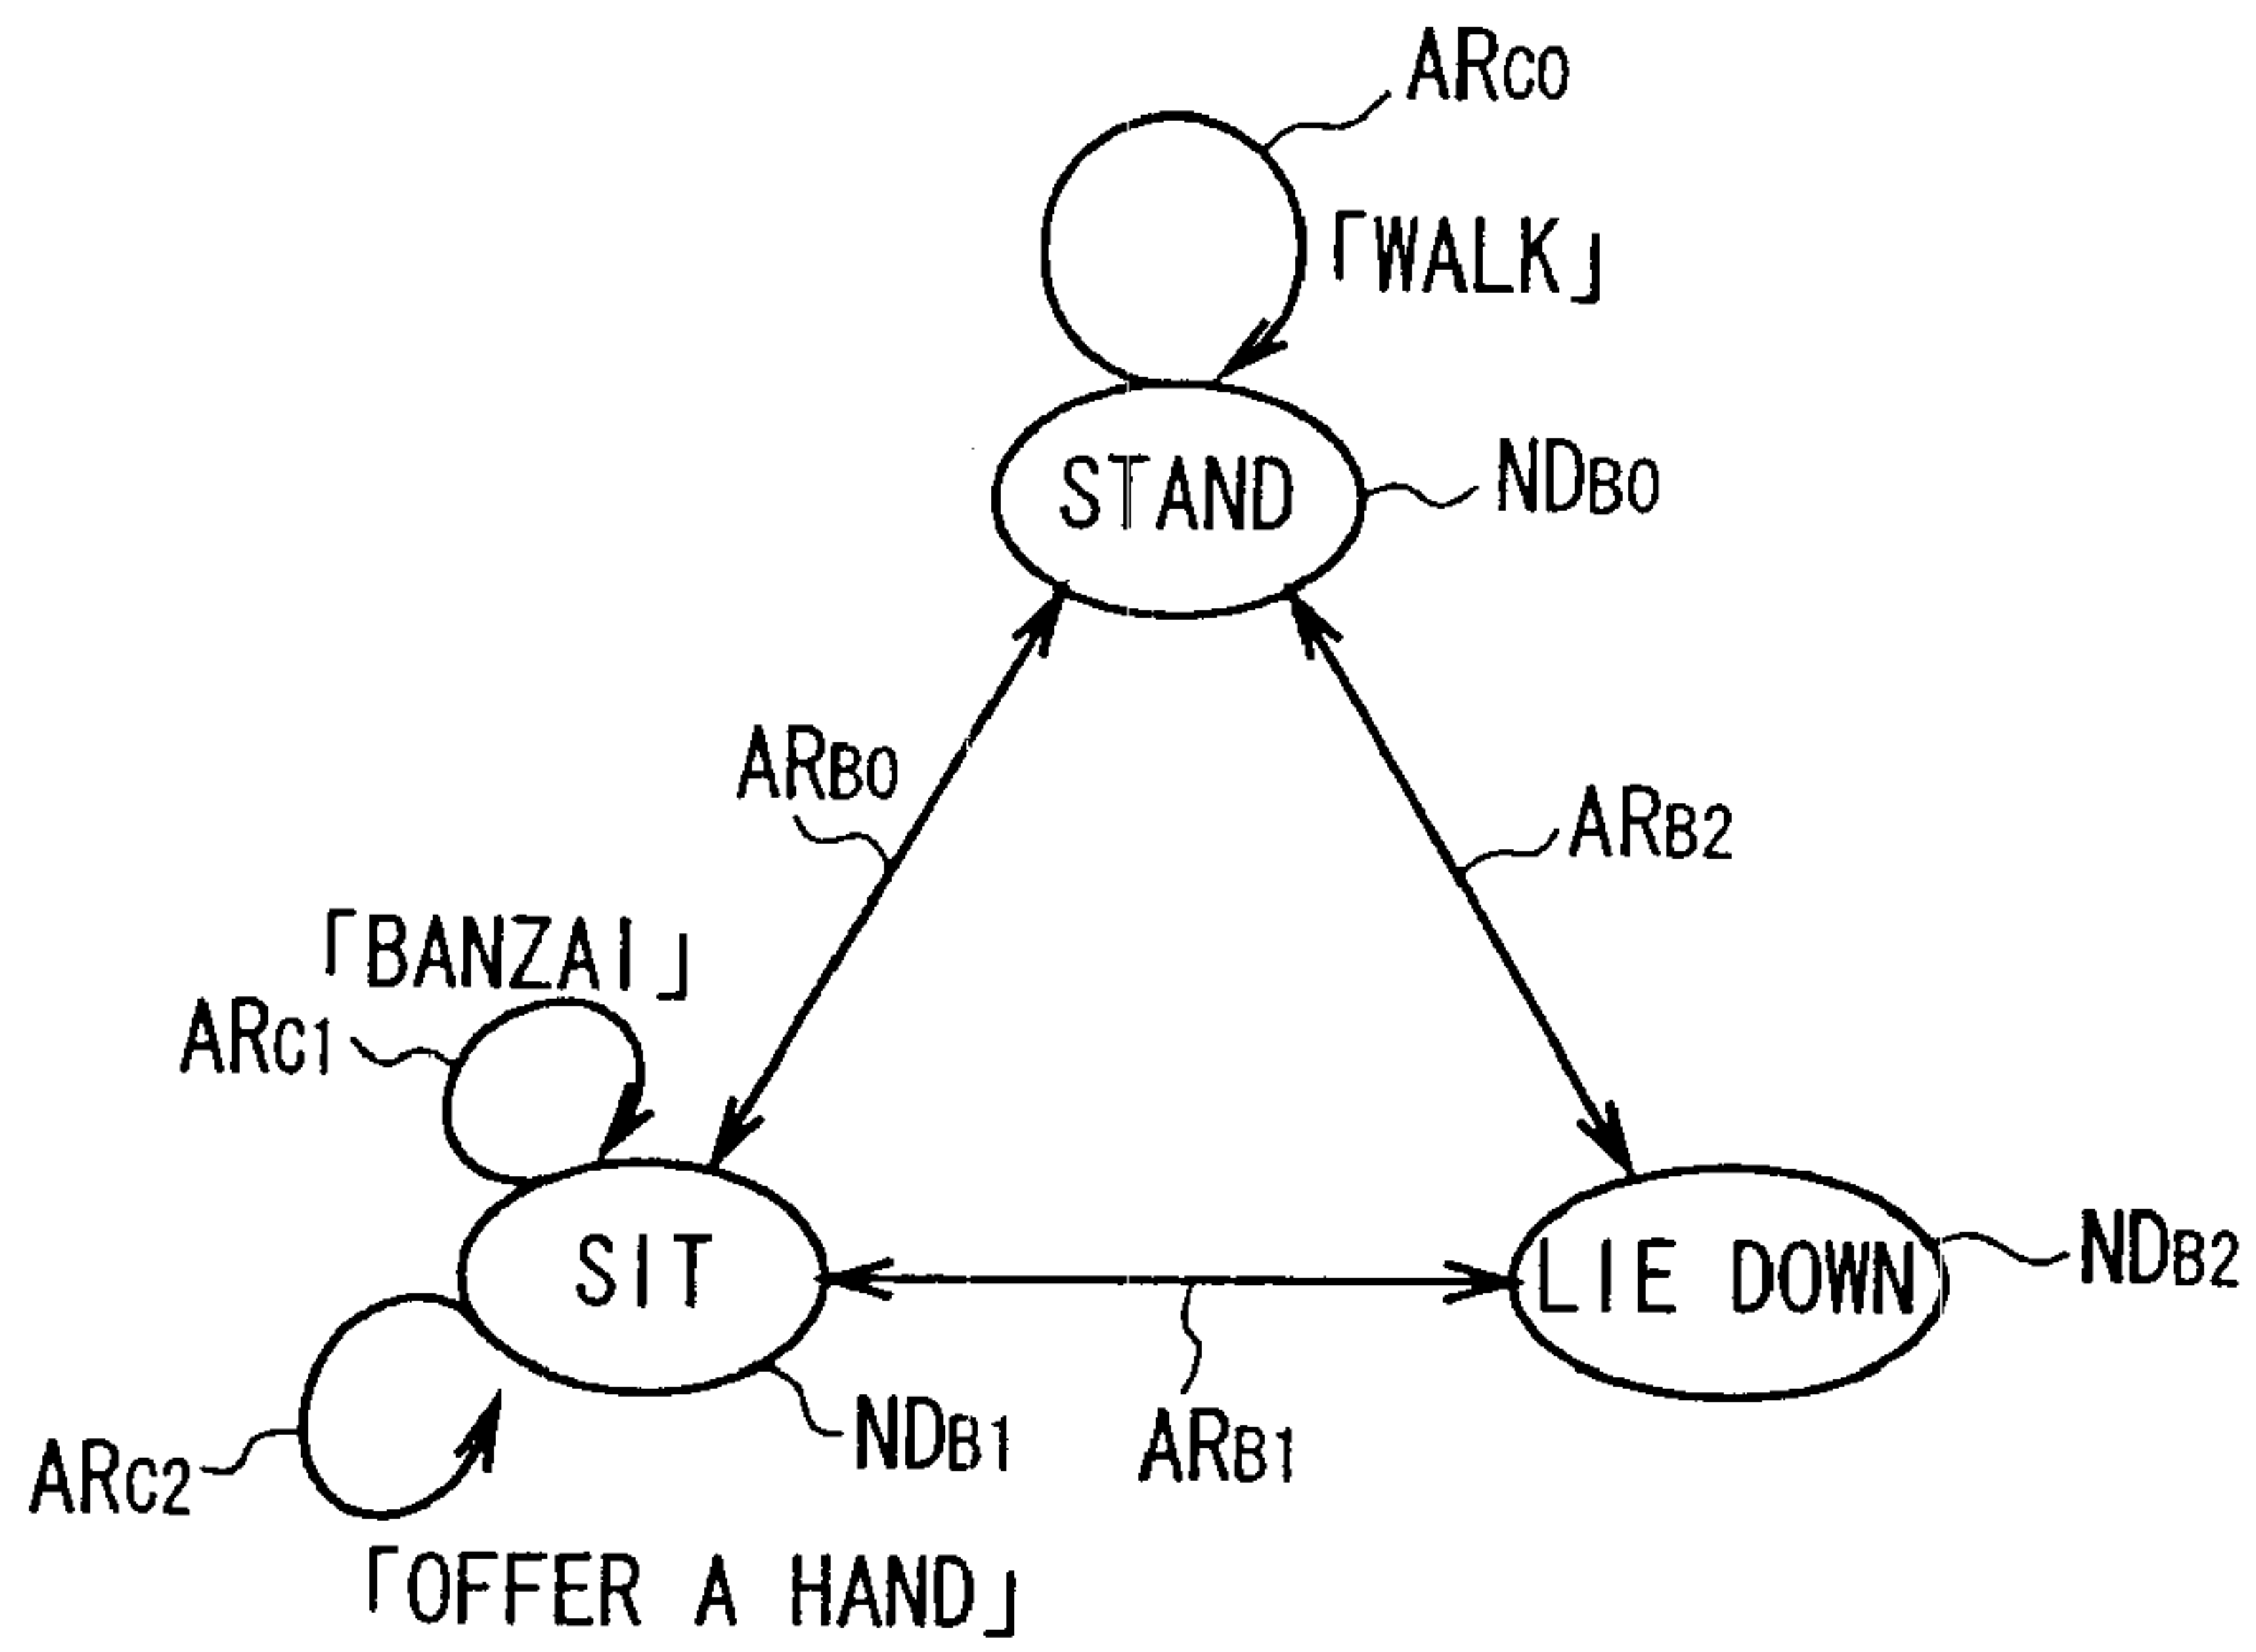 ARC0
「WALK」
STAND
NDB0
ARB0
ARB2
「BANZAI」
ARC1
SIT
LIE DOWN
NDB2
NDB1
ARB1
ARC2
「OFFER A HAND」